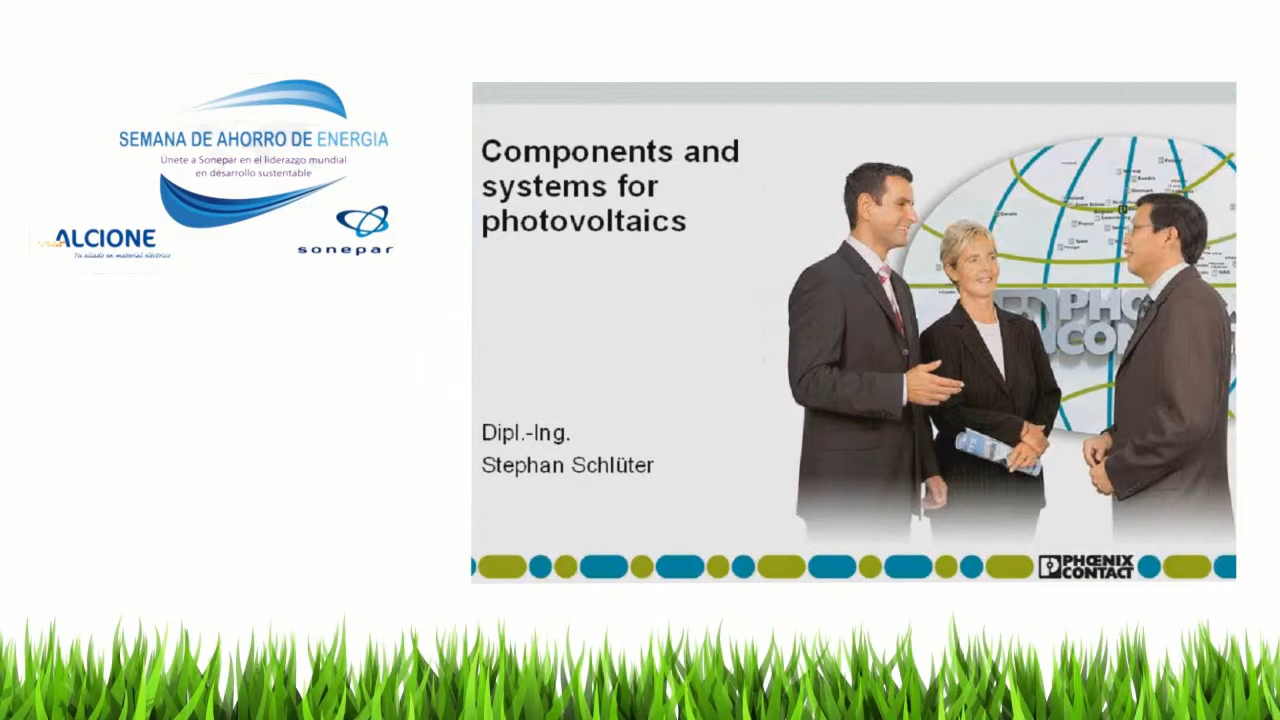 SEMANA DE AHORRO DE ENERGIA
Únete a Sonepar en el liderazgo mundial
en desarrollo sustentable
ALCIONE
Tu aliado en material eléctrico
sonepar
Components and
systems for
photovoltaics
Dipl.-Ing.
Stephan Schlüter
PHŒNIX
CONTACT